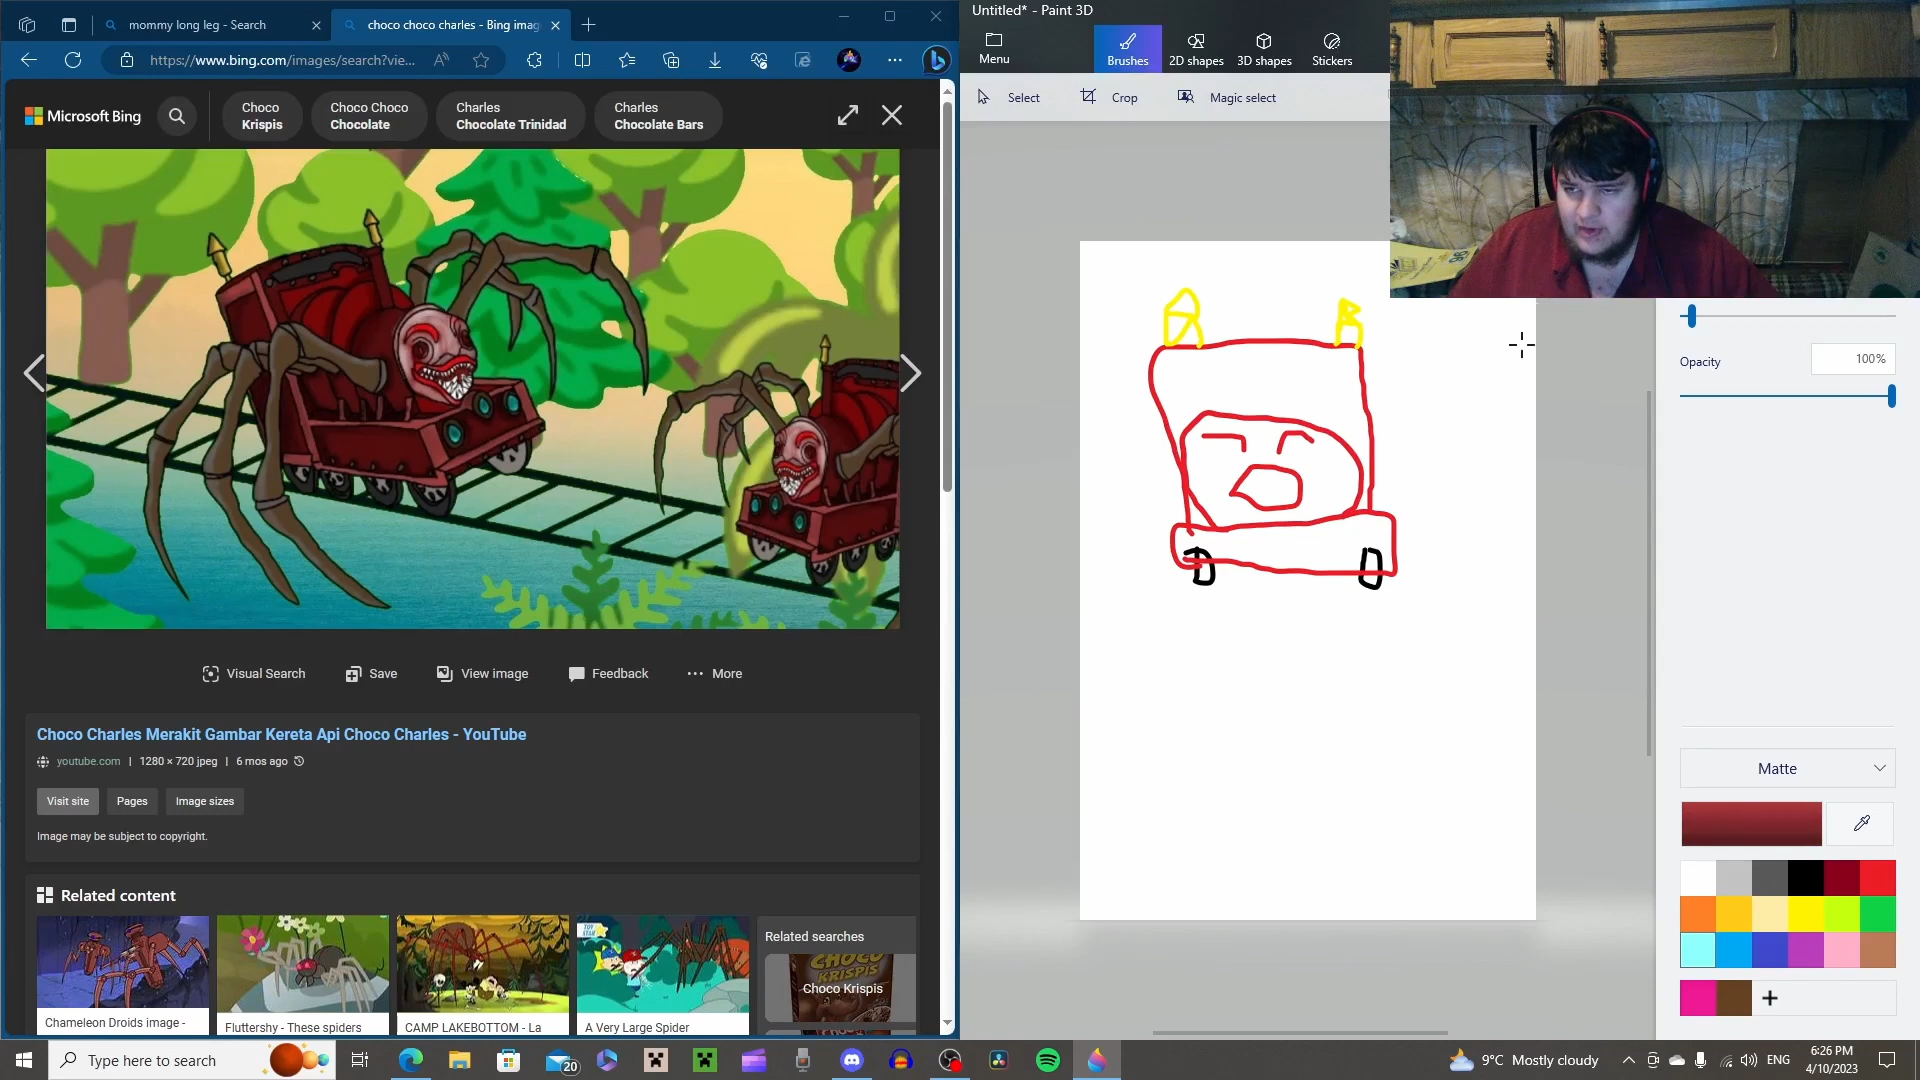 mommy long leg - Search
choco choco charles - Bing imag
https://www.bing.com/images/search?vie...
Microsoft Bing
Choco
Krispis
Choco Choco
Chocolate
Charles
Chocolate Trinidad
Charles
Chocolate Bars
Visual Search
Save
View image
Feedback
More
Choco Charles Merakit Gambar Kereta Api Choco Charles - YouTube
youtube.com | 1280 × 720 jpeg | 6 mos ago
Visit site
Pages
Image sizes
Image may be subject to copyright.
Related content
Chameleon Droids image -
Fluttershy - These spiders
CAMP LAKEBOTTOM - La
A Very Large Spider
Related searches
Choco Krispis
Untitled* - Paint 3D
Menu
Brushes
2D shapes
3D shapes
Stickers
Select
Crop
Magic select
Opacity
100%
Matte
Type here to search
20
9°C Mostly cloudy
ENG
6:26 PM
4/10/2023